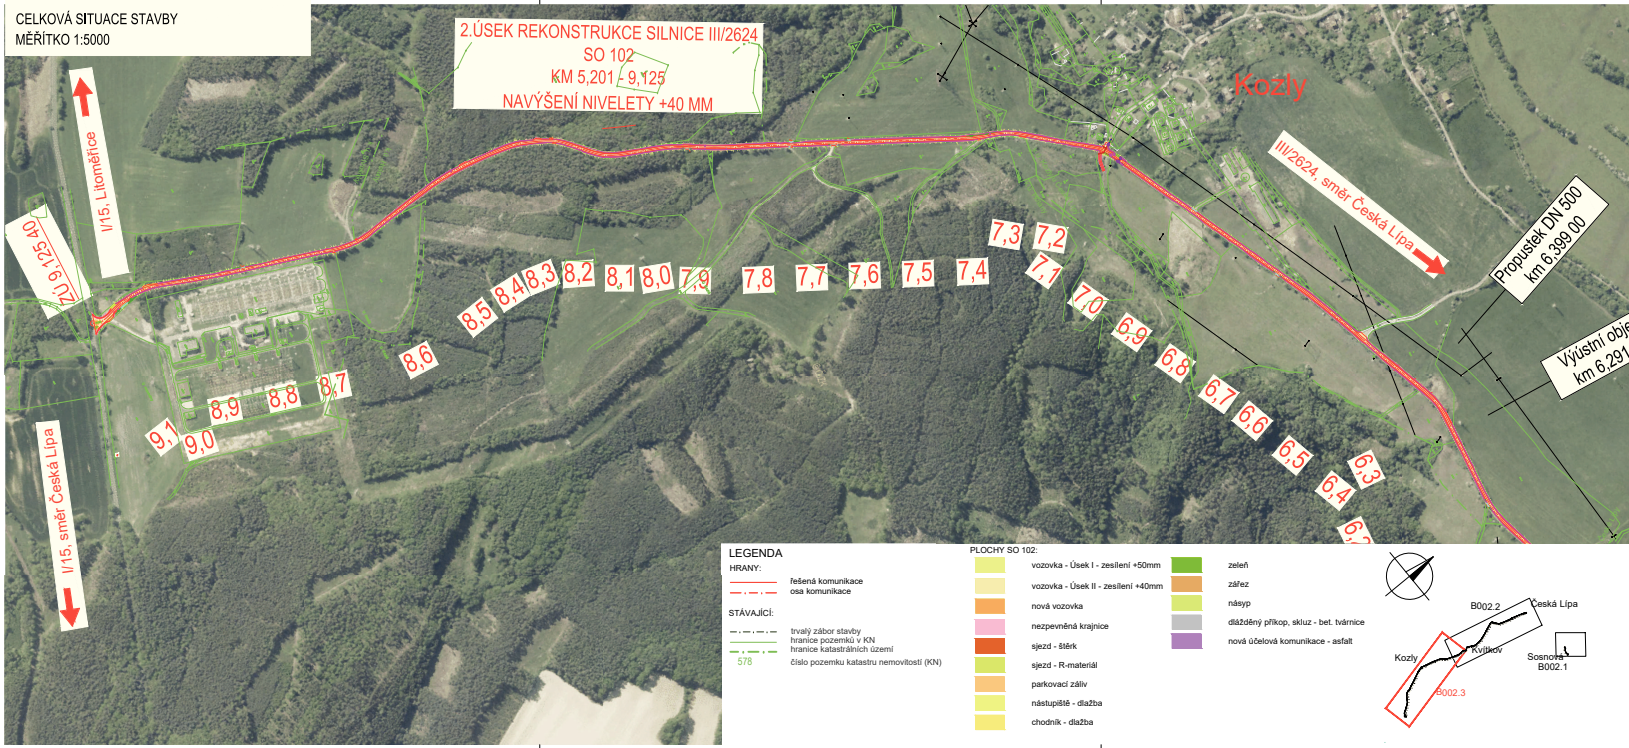 CELKOVÁ SITUACE STAVBY
MĚŘÍTKO 1:5000
2.ÚSEK REKONSTRUKCE SILNICE III/2624
SO 102
KM 5,201 - 9,125
NAVÝŠENÍ NIVELETY +40 MM
Kozly
I/15, Litoměřice
ZÚ 9,125 40
III/2624, směr Česká Lípa
Propustek DN 500
km 6,399 00
Výústní obje
km 6,291
I/15, směr Česká Lípa
9,1
9,0
8,9
8,8
8,7
8,6
8,5
8,4
8,3
8,2
8,1
8,0
7,9
7,8
7,7
7,6
7,5
7,4
7,3
7,2
7,1
7,0
6,9
6,8
6,7
6,6
6,5
6,4
6,3
6,2
LEGENDA
HRANY:
řešená komunikace
osa komunikace
STÁVAJÍCÍ:
trvalý zábor stavby
hranice pozemků v KN
hranice katastrálních území
578 číslo pozemku katastru nemovitostí (KN)
PLOCHY SO 102:
vozovka - Úsek I - zesílení +50mm
vozovka - Úsek II - zesílení +40mm
nová vozovka
nezpevněná krajnice
sjezd - štěrk
sjezd - R-materiál
parkovací záliv
nástupiště - dlažba
chodník - dlažba
zeleň
zářez
násyp
dlážděný příkop, skluz - bet. tvárnice
nová účelová komunikace - asfalt
B002.2
Česká Lípa
Kozly
Kvítkov
Sosnová
B002.1
B002.3